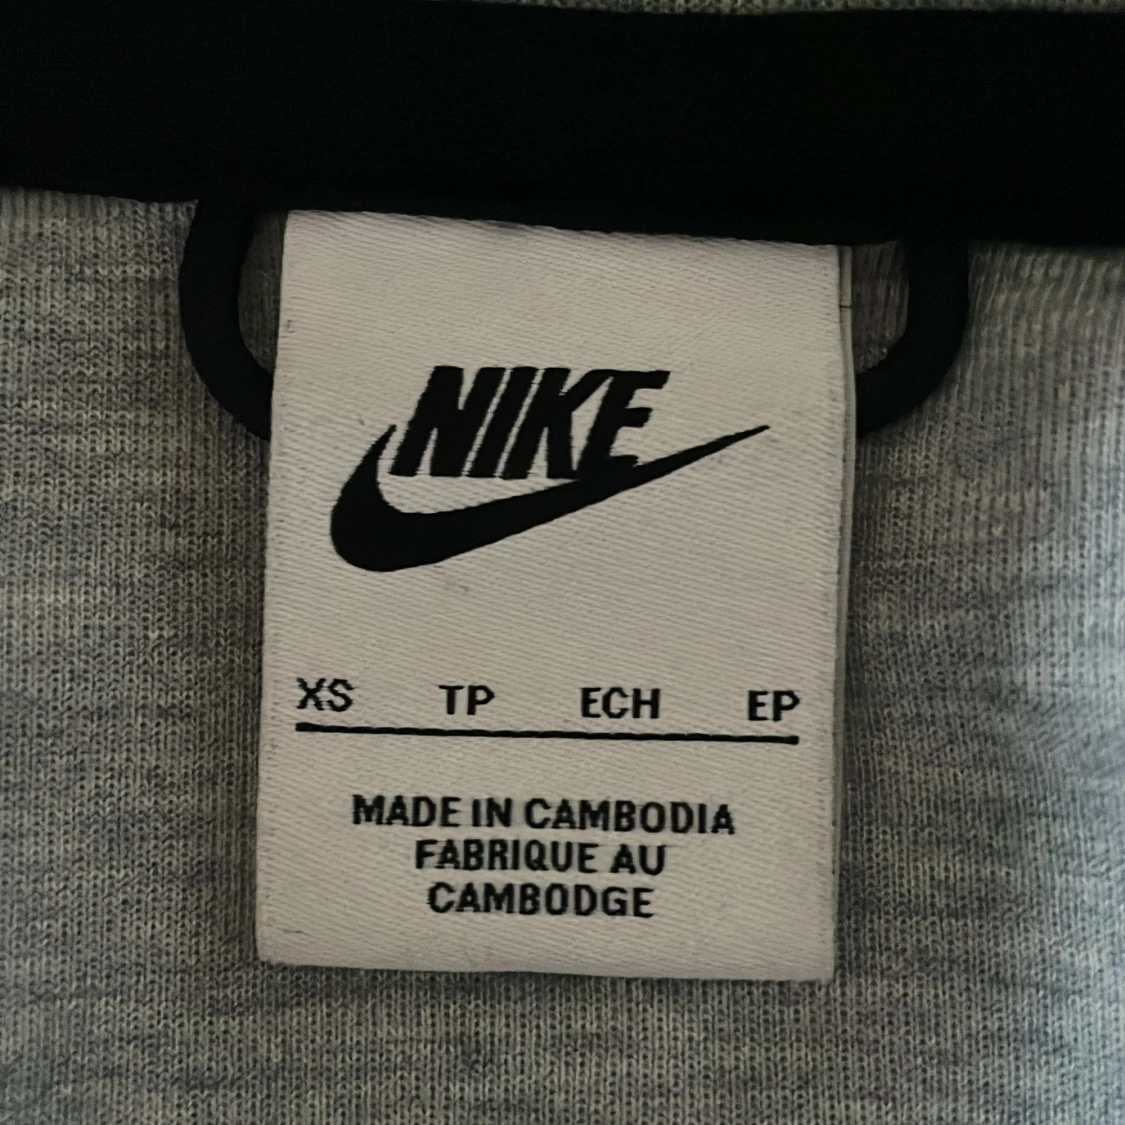 NIKE
XS TP ECH EP
MADE IN CAMBODIA
FABRIQUE AU
CAMBODGE